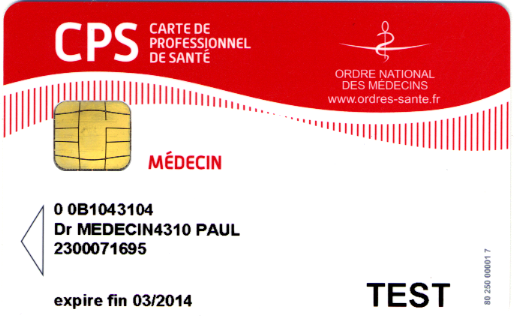 CPS
CARTE DE
PROFESSIONNEL
DE SANTÉ
ORDRE NATIONAL
DES MÉDECINS
www.ordres-sante.fr
MÉDECIN
0 0B1043104
Dr MEDECIN4310 PAUL
2300071695
expire fin 03/2014
TEST
80 250 00001 7